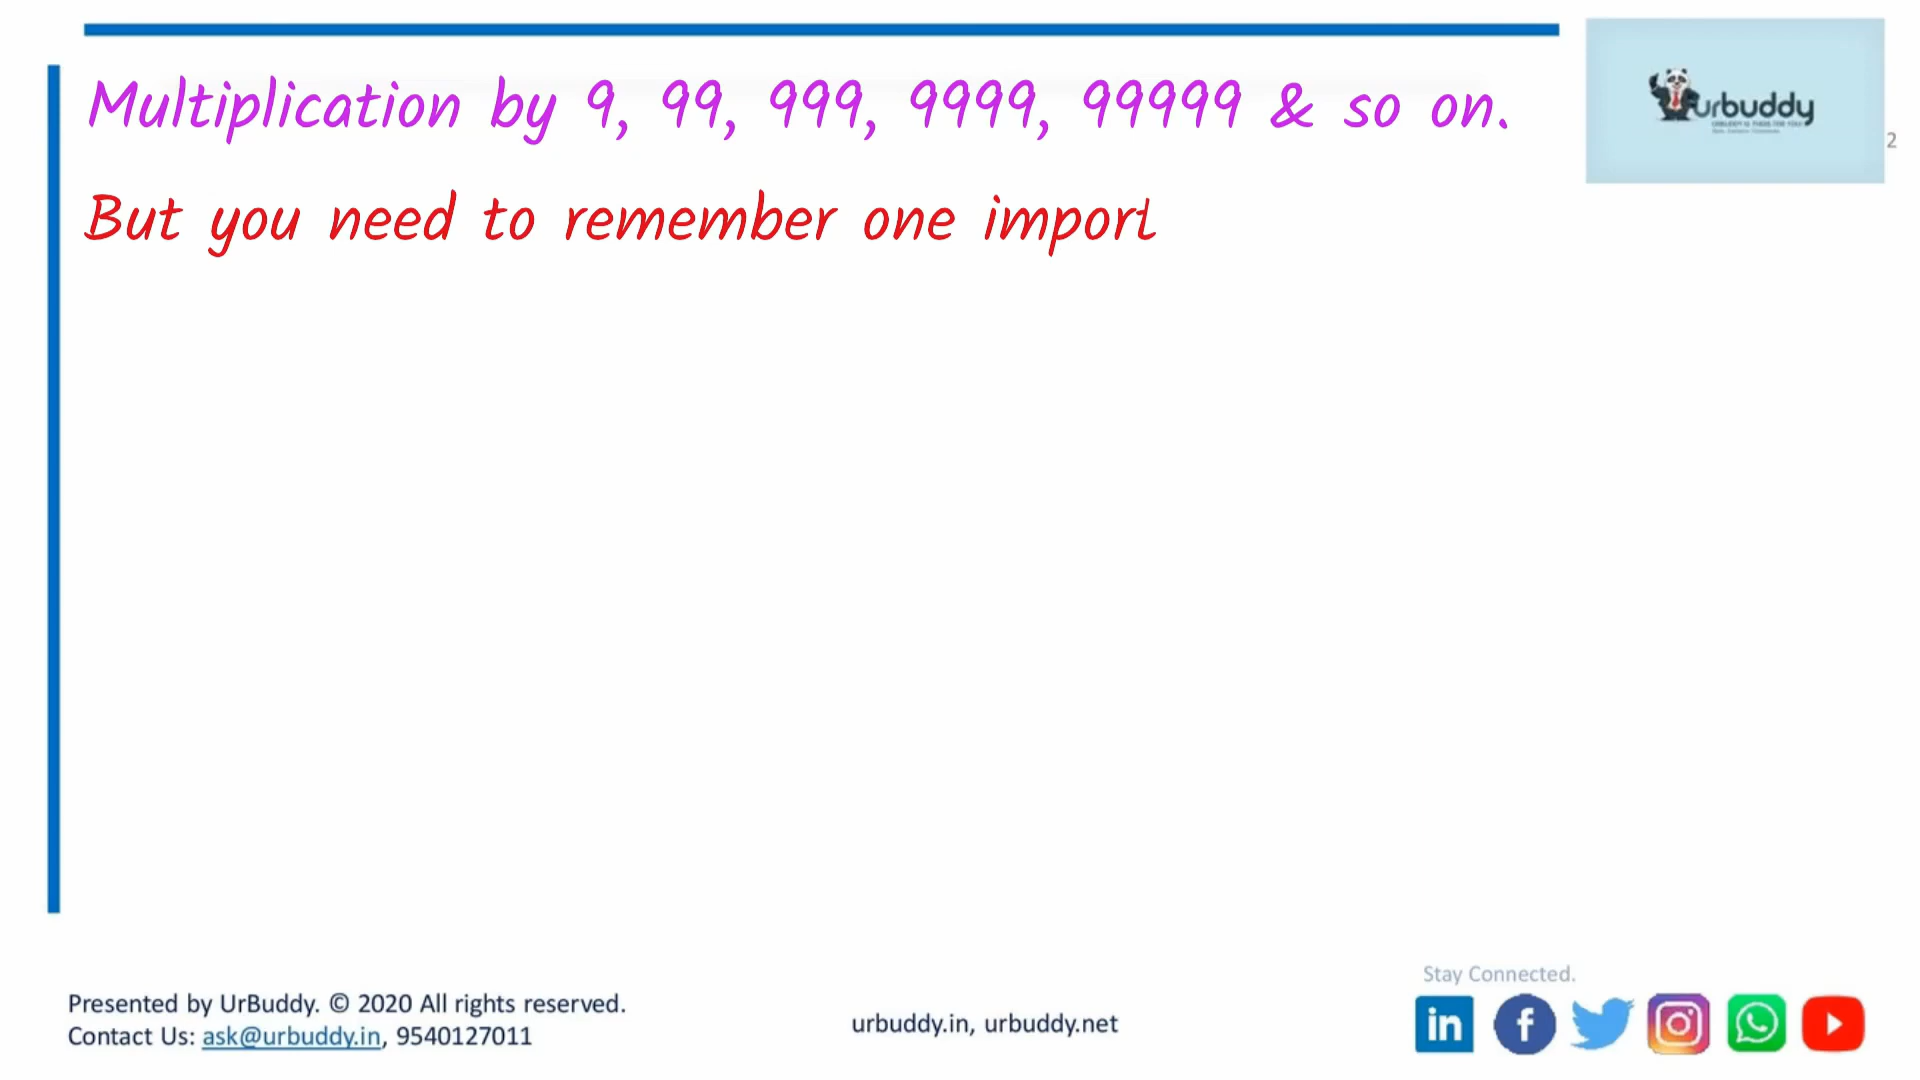 Multiplication by 9, 99, 999, 9999, 99999 & so on.
urbuddy
2
But you need to remember one import
Stay Connected.
Presented by UrBuddy. © 2020 All rights reserved.
Contact Us: ask@urbuddy.in, 9540127011
urbuddy.in, urbuddy.net
in
f